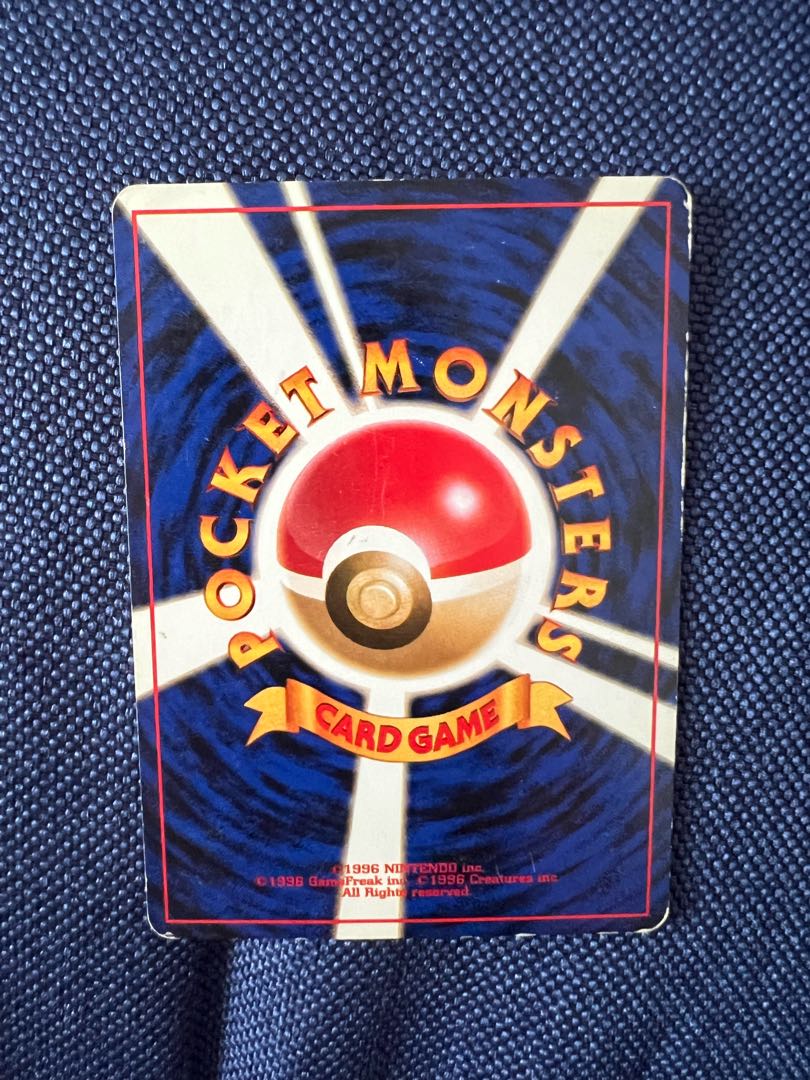 POCKET MONSTERS
CARD GAME
©1996 NINTENDO inc.
©1996 GameFreak inc. ©1996 Creatures inc.
All Rights reserved.